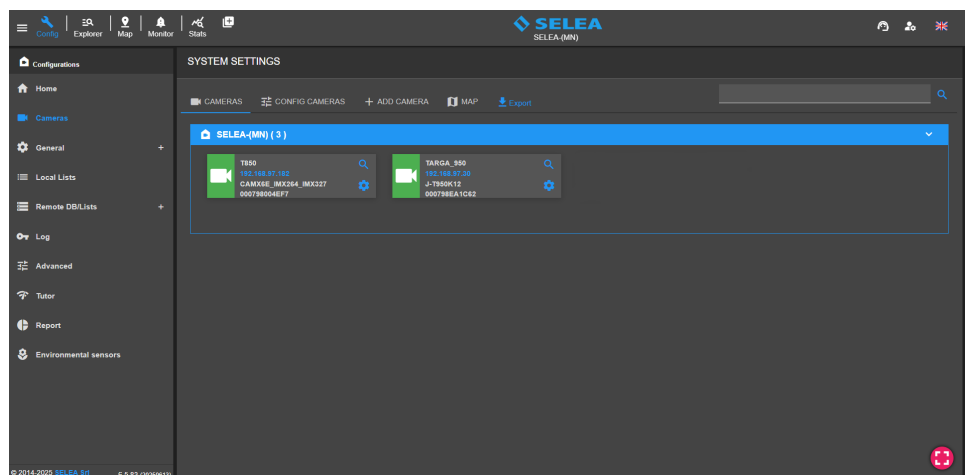 Config
Explorer
Map
Monitor
Stats
SELEA
SELEA-(MN)
Configurations
Home
Cameras
General +
Local Lists
Remote DB/Lists +
Log
Advanced
Tutor
Report
Environmental sensors
© 2014-2025 SELEA Srl
SYSTEM SETTINGS
CAMERAS
CONFIG CAMERAS
+ ADD CAMERA
MAP
Export
SELEA-(MN) ( 3 )
T850
192.168.97.162
CAMX6E_IMX264_IMX327
000798004EF7
TARGA_950
192.168.97.20
J-T950K12
000798EA1C62